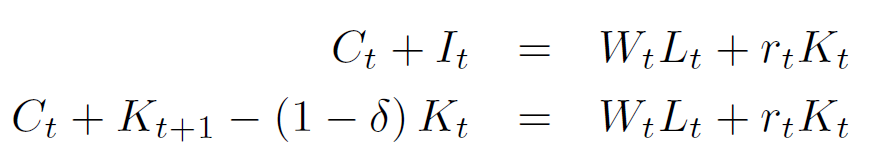 C_t + I_t = W_t L_t + r_t K_t
C_t + K_{t+1} − (1 − δ) K_t = W_t L_t + r_t K_t